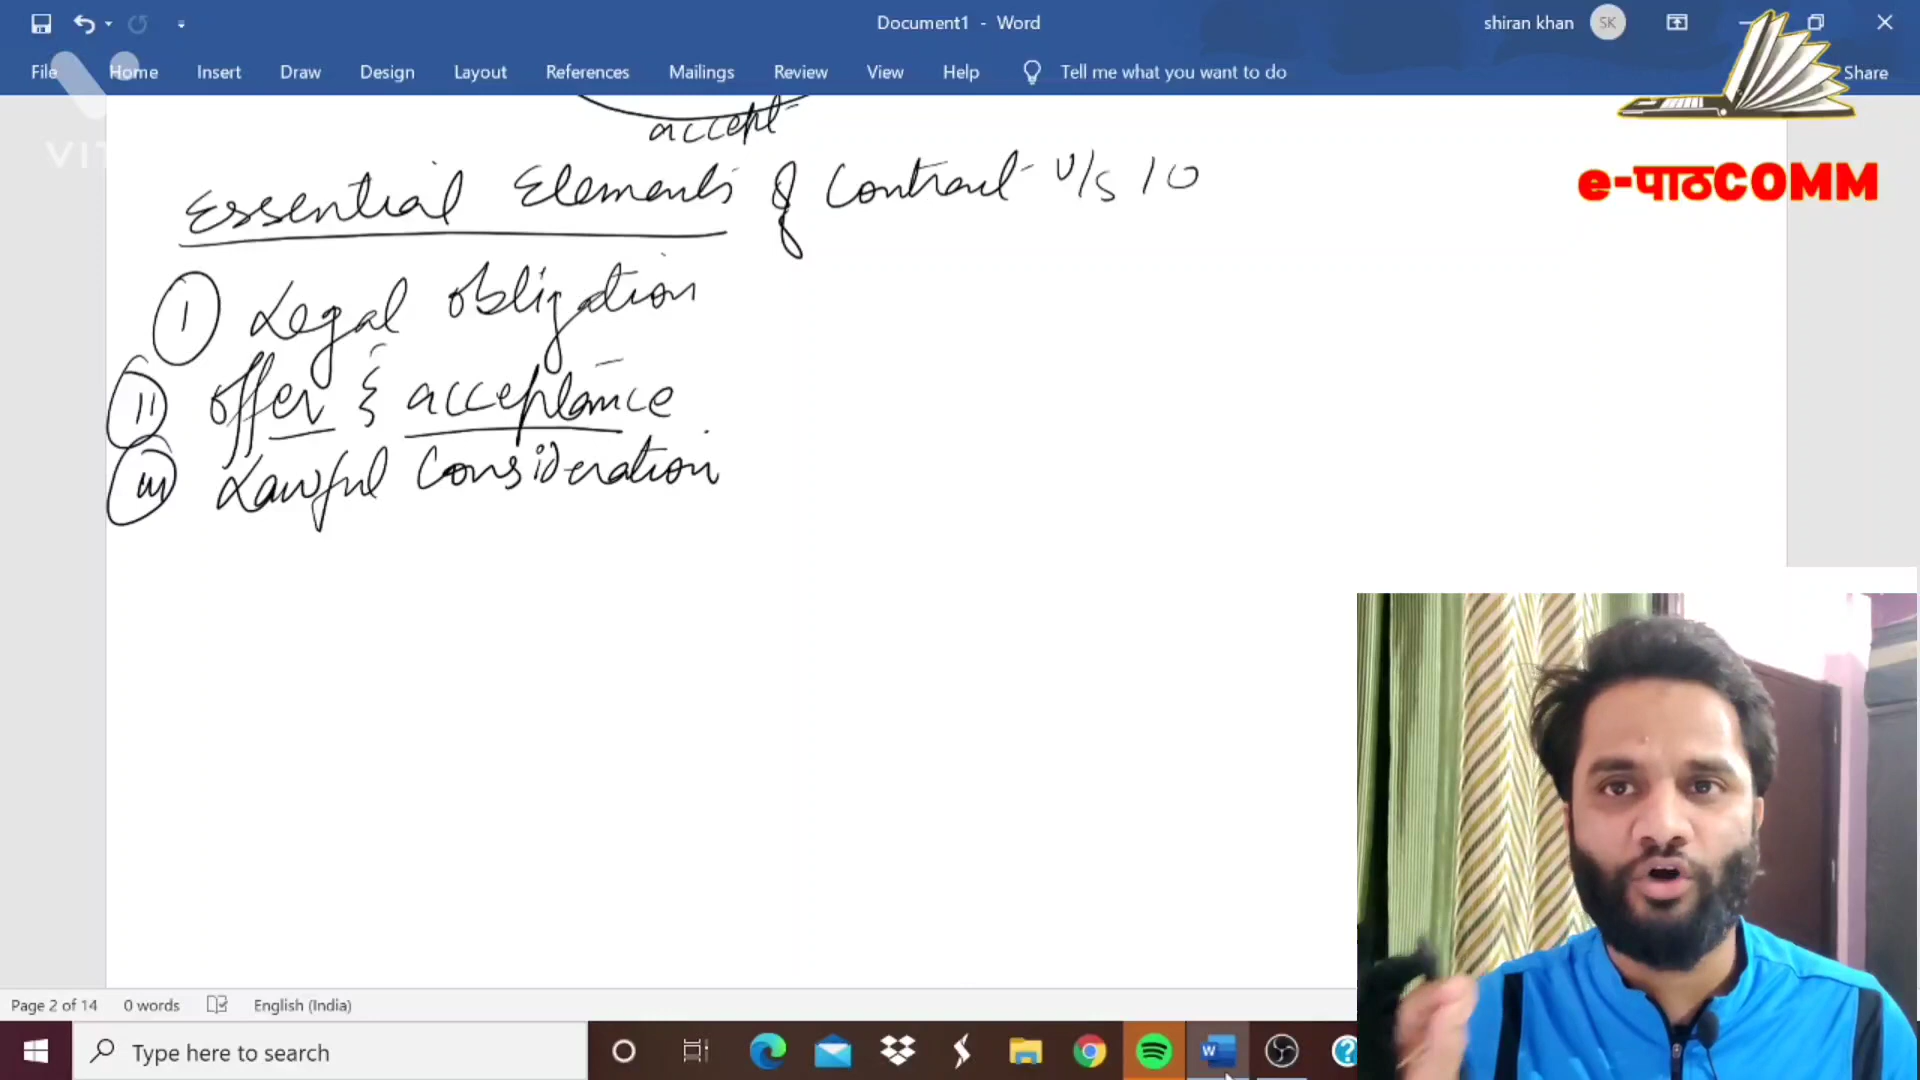 Document1 - Word
shiran khan SK
File Home Insert Draw Design Layout References Mailings Review View Help Tell me what you want to do Share
VIT
accept
e-पाठCOMM
Essential Elements of Contract U/S 10
I Legal obligation
II offer & acceptance
III Lawful Consideration
Page 2 of 14 0 words English (India)
Type here to search